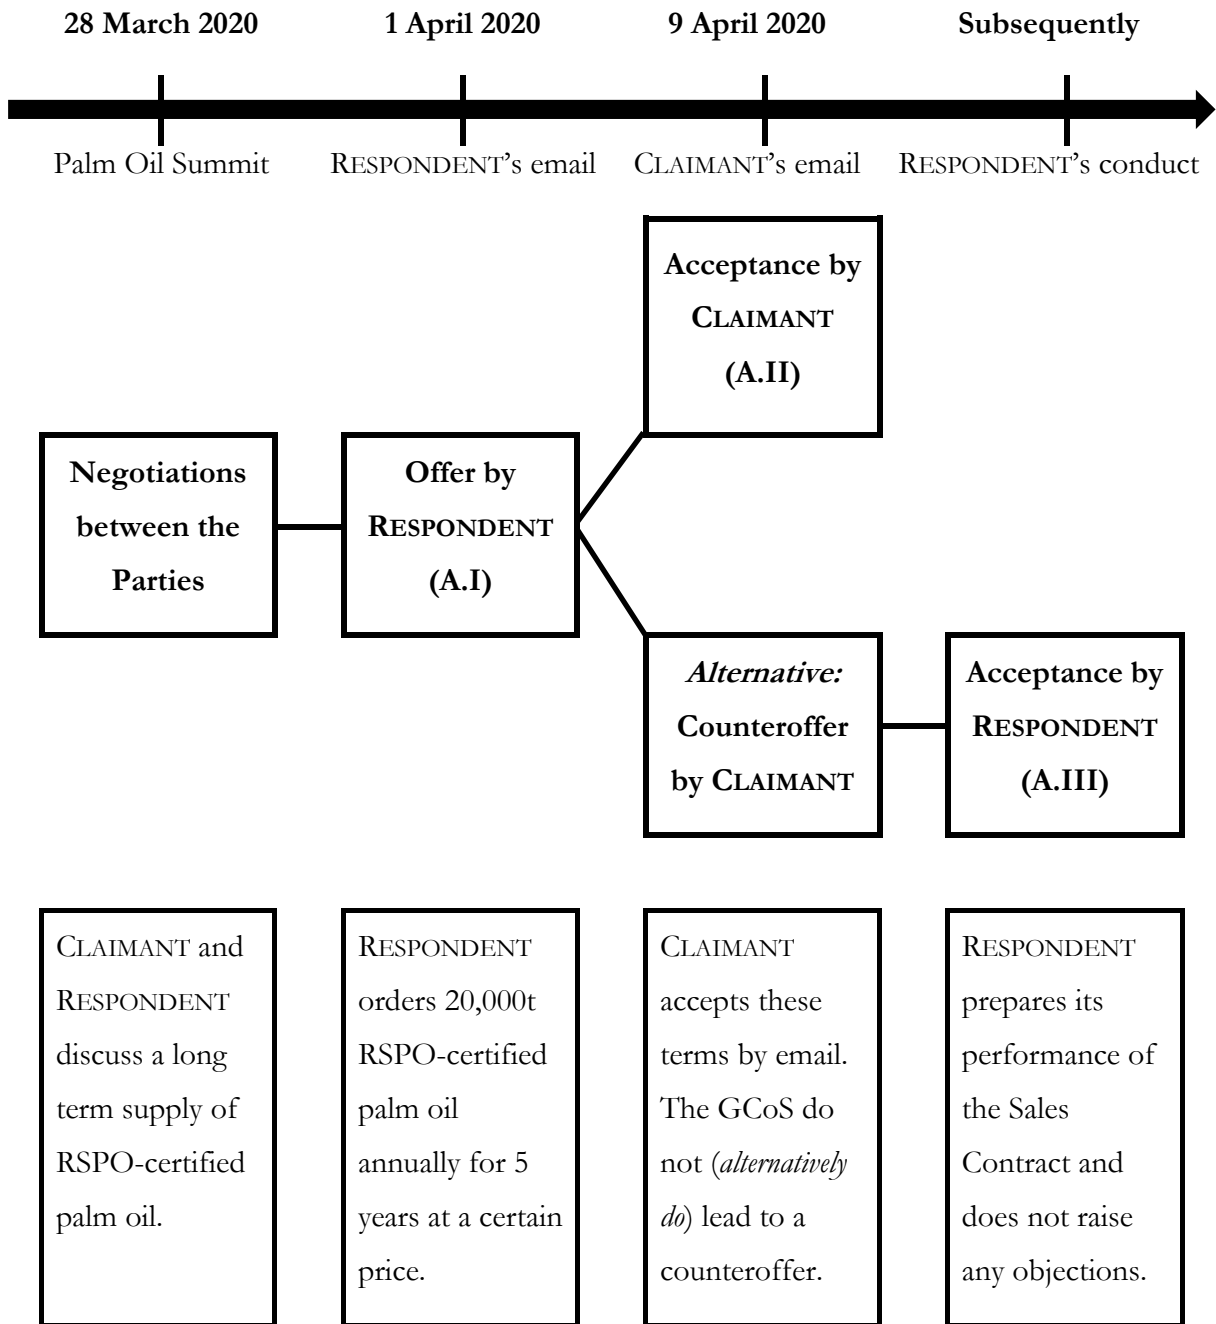 28 March 2020
1 April 2020
9 April 2020
Subsequently
Palm Oil Summit
RESPONDENT's email
CLAIMANT's email
RESPONDENT's conduct
Acceptance by
CLAIMANT
(A.II)
Negotiations
between the
Parties
Offer by
RESPONDENT
(A.I)
Alternative:
Counteroffer
by CLAIMANT
Acceptance by
RESPONDENT
(A.III)
CLAIMANT and
RESPONDENT
discuss a long
term supply of
RSPO-certified
palm oil.
RESPONDENT
orders 20,000t
RSPO-certified
palm oil
annually for 5
years at a certain
price.
CLAIMANT
accepts these
terms by email.
The GCoS do
not (alternatively
do) lead to a
counteroffer.
RESPONDENT
prepares its
performance of
the Sales
Contract and
does not raise
any objections.